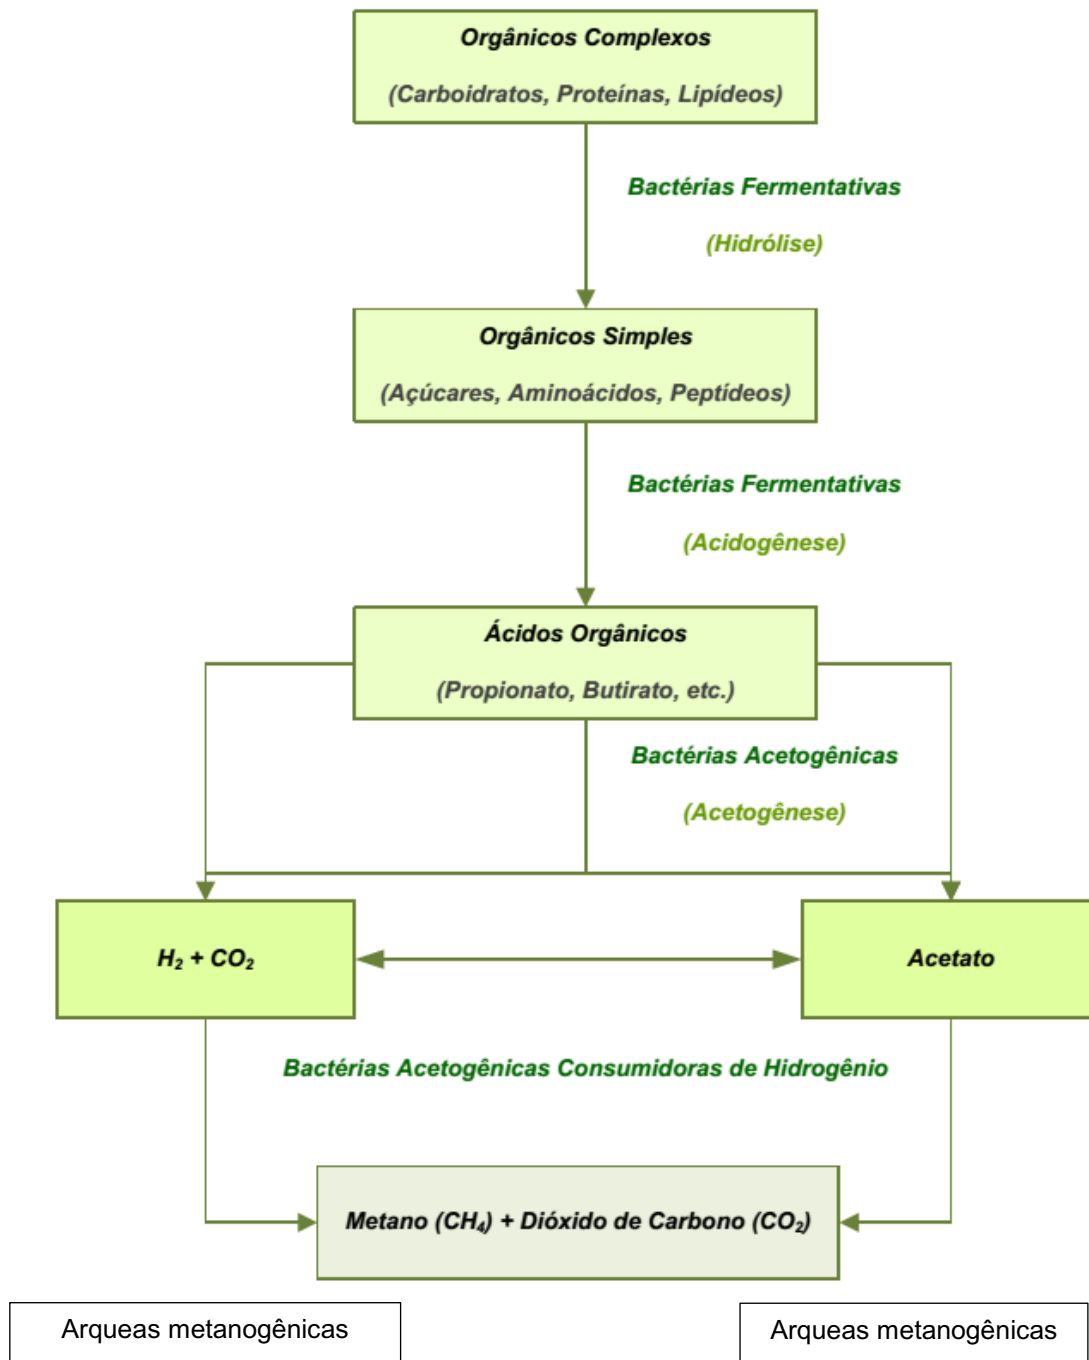 Orgânicos Complexos
(Carboidratos, Proteínas, Lipídeos)
Bactérias Fermentativas
(Hidrólise)
Orgânicos Simples
(Açúcares, Aminoácidos, Peptídeos)
Bactérias Fermentativas
(Acidogênese)
Ácidos Orgânicos
(Propionato, Butirato, etc.)
Bactérias Acetogênicas
(Acetogênese)
H₂ + CO₂
Acetato
Bactérias Acetogênicas Consumidoras de Hidrogênio
Metano (CH₄) + Dióxido de Carbono (CO₂)
Arqueas metanogênicas
Arqueas metanogênicas